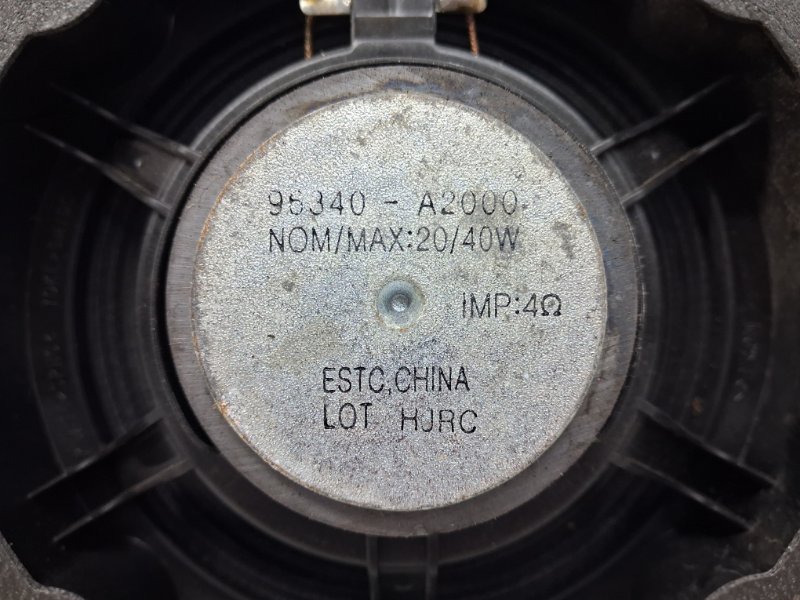 96340 - A2000
NOM/MAX:20/40W
IMP:4Ω
ESTC,CHINA
LOT HJRC